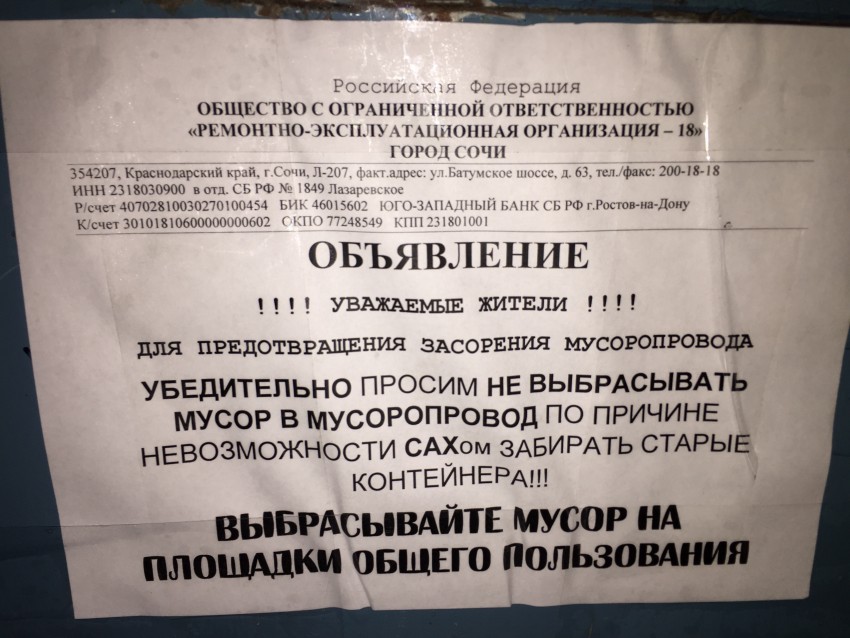 Российская Федерация
ОБЩЕСТВО С ОГРАНИЧЕННОЙ ОТВЕТСТВЕННОСТЬЮ
«РЕМОНТНО-ЭКСПЛУАТАЦИОННАЯ ОРГАНИЗАЦИЯ – 18»
ГОРОД СОЧИ
354207, Краснодарский край, г.Сочи, Л-207, факт.адрес: ул.Батумское шоссе, д. 63, тел./факс: 200-18-18
ИНН 2318030900 в отд. СБ РФ № 1849 Лазаревское
Р/счет 40702810030270100454 БИК 46015602 ЮГО-ЗАПАДНЫЙ БАНК СБ РФ г.Ростов-на-Дону
К/счет 30101810600000000602 ОКПО 77248549 КПП 231801001
ОБЪЯВЛЕНИЕ
!!!! УВАЖАЕМЫЕ ЖИТЕЛИ !!!!
ДЛЯ ПРЕДОТВРАЩЕНИЯ ЗАСОРЕНИЯ МУСОРОПРОВОДА
УБЕДИТЕЛЬНО ПРОСИМ НЕ ВЫБРАСЫВАТЬ
МУСОР В МУСОРОПРОВОД ПО ПРИЧИНЕ
НЕВОЗМОЖНОСТИ САХом ЗАБИРАТЬ СТАРЫЕ
КОНТЕЙНЕРА!!!
ВЫБРАСЫВАЙТЕ МУСОР НА
ПЛОЩАДКИ ОБЩЕГО ПОЛЬЗОВАНИЯ